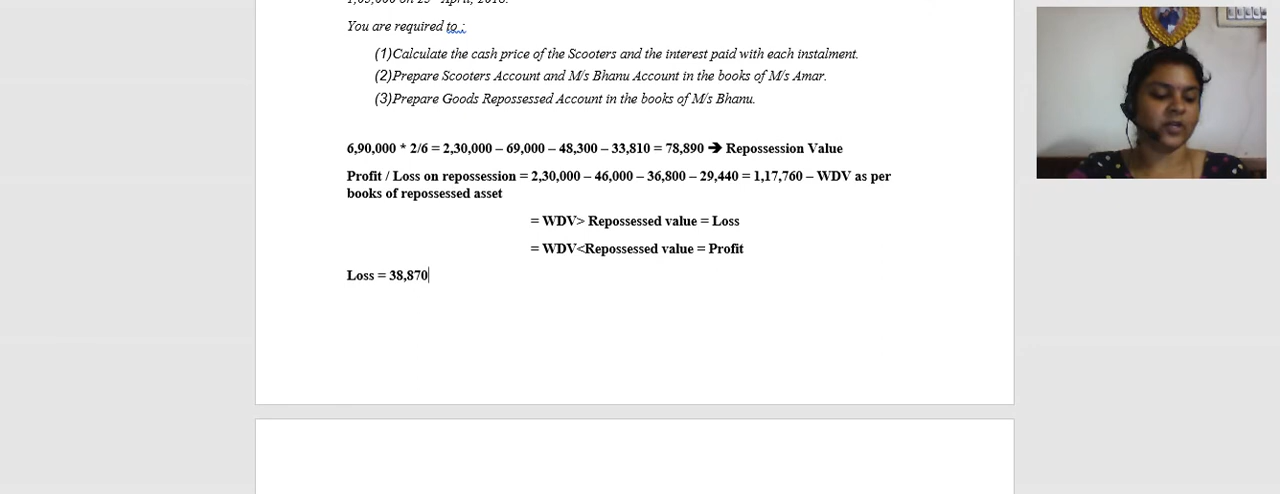 You are required to :
(1)Calculate the cash price of the Scooters and the interest paid with each instalment.
(2)Prepare Scooters Account and M/s Bhanu Account in the books of M/s Amar.
(3)Prepare Goods Repossessed Account in the books of M/s Bhanu.
6,90,000 * 2/6 = 2,30,000 – 69,000 – 48,300 – 33,810 = 78,890 ➔ Repossession Value
Profit / Loss on repossession = 2,30,000 – 46,000 – 36,800 – 29,440 = 1,17,760 – WDV as per
books of repossessed asset
= WDV> Repossessed value = Loss
= WDV<Repossessed value = Profit
Loss = 38,870